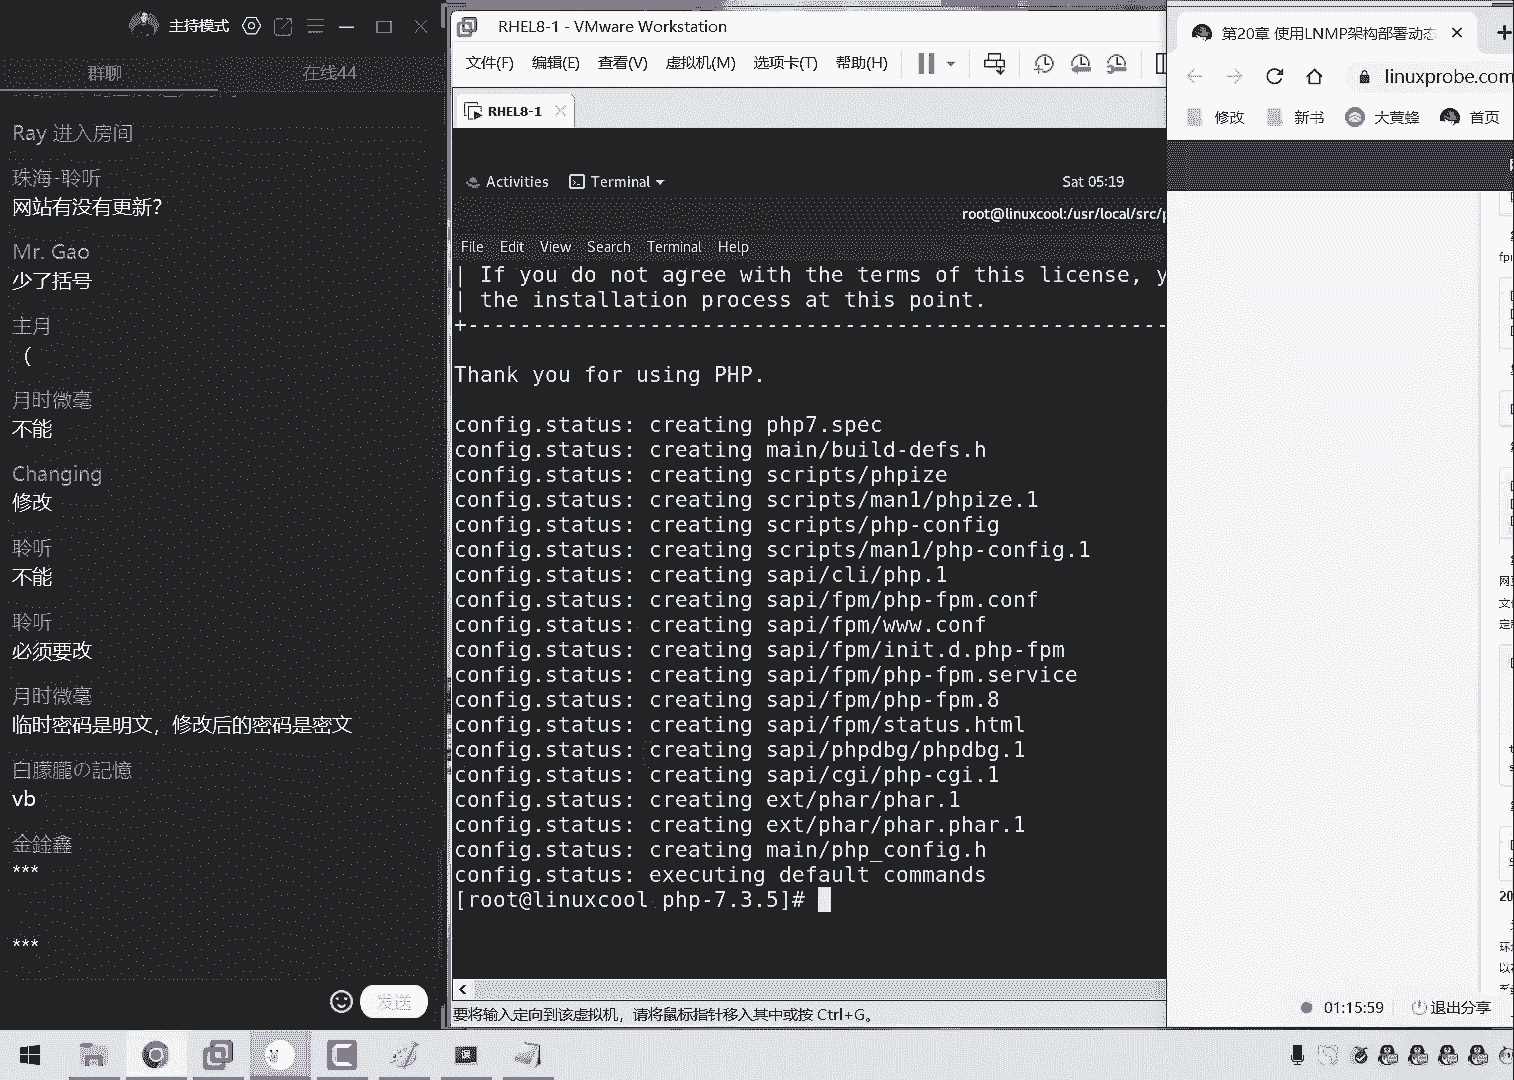 主持模式
群聊
在线44
Ray 进入房间
珠海-聆听
网站有没有更新?
Mr. Gao
少了括号
主月
（
月时微毫
不能
Changing
修改
聆听
不能
聆听
必须要改
月时微毫
临时密码是明文，修改后的密码是密文
白朦朧の記憶
vb
金銓鑫
***
***
发送
RHEL8-1 - VMware Workstation
文件(F) 编辑(E) 查看(V) 虚拟机(M) 选项卡(T) 帮助(H)
RHEL8-1
Activities Terminal Sat 05:19
root@linuxcool:/usr/local/src/p
File Edit View Search Terminal Help
| If you do not agree with the terms of this license, y
| the installation process at this point.
+-------------------------------------------------------
Thank you for using PHP.
config.status: creating php7.spec
config.status: creating main/build-defs.h
config.status: creating scripts/phpize
config.status: creating scripts/man1/phpize.1
config.status: creating scripts/php-config
config.status: creating scripts/man1/php-config.1
config.status: creating sapi/cli/php.1
config.status: creating sapi/fpm/php-fpm.conf
config.status: creating sapi/fpm/www.conf
config.status: creating sapi/fpm/init.d.php-fpm
config.status: creating sapi/fpm/php-fpm.service
config.status: creating sapi/fpm/php-fpm.8
config.status: creating sapi/fpm/status.html
config.status: creating sapi/phpdbg/phpdbg.1
config.status: creating sapi/cgi/php-cgi.1
config.status: creating ext/phar/phar.1
config.status: creating ext/phar/phar.phar.1
config.status: creating main/php_config.h
config.status: executing default commands
[root@linuxcool php-7.3.5]#
要将输入定向到该虚拟机，请将鼠标指针移入其中或按 Ctrl+G。
第20章 使用LNMP架构部署动态
linuxprobe.com
修改 新书 大黄蜂 首页
01:15:59 退出分享